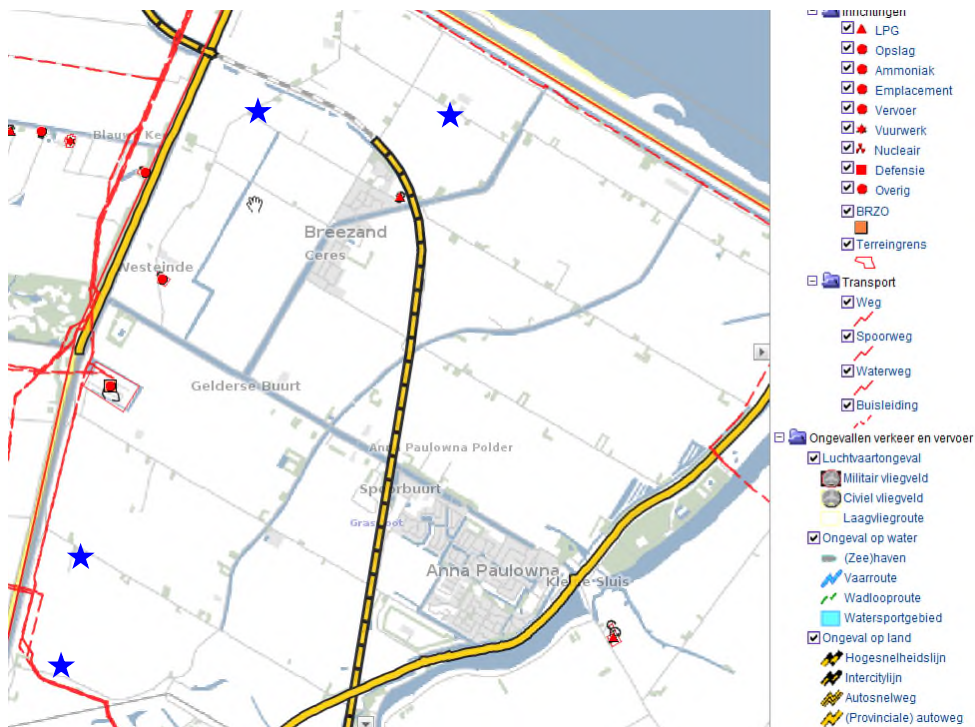 Inrichtingen
LPG
Opslag
Ammoniak
Emplacement
Vervoer
Vuurwerk
Nucleair
Defensie
Overig
BRZO
Terreingrens
Transport
Weg
Spoorweg
Waterweg
Buisleiding
Ongevallen verkeer en vervoer
Luchtvaartongeval
Militair vliegveld
Civiel vliegveld
Laagvliegroute
Ongeval op water
(Zee)haven
Vaarroute
Wadlooproute
Watersportgebied
Ongeval op land
Hogesnelheidslijn
Intercitylijn
Autosnelweg
(Provinciale) autoweg
Breezand
Ceres
Westeinde
Gelderse Buurt
Anna Paulowna Polder
Spoorbuurt
Anna Paulowna
Kleine Sluis